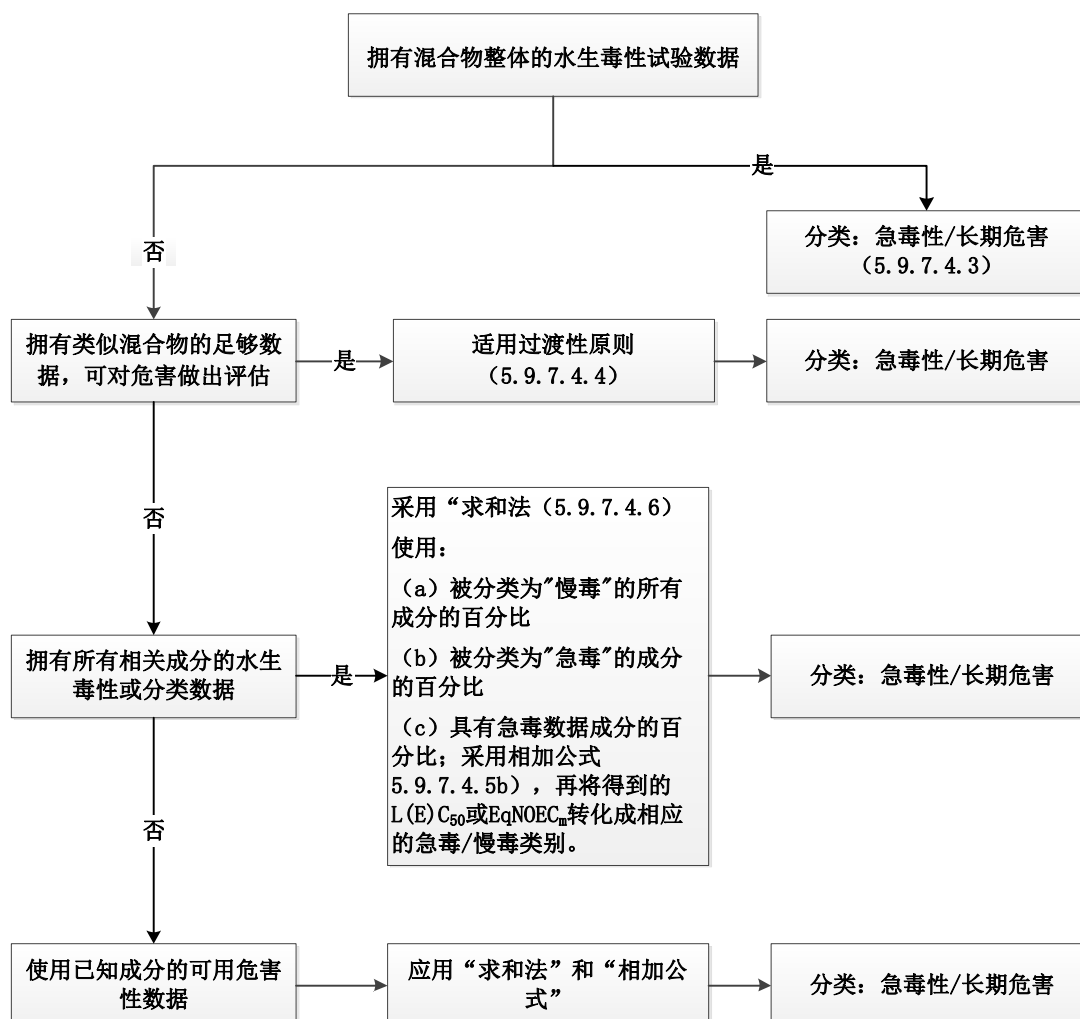 拥有混合物整体的水生毒性试验数据
是
分类：急毒性/长期危害
（5.9.7.4.3）
否
拥有类似混合物的足够数
据，可对危害做出评估
是
适用过渡性原则
（5.9.7.4.4）
分类：急毒性/长期危害
否
采用“求和法（5.9.7.4.6）
使用：
（a）被分类为"慢毒"的所有
成分的百分比
（b）被分类为"急毒"的成分
的百分比
（c）具有急毒数据成分的百
分比；采用相加公式
5.9.7.4.5b），再将得到的
L(E)C₅₀或EqNOECₘ转化成相应
的急毒/慢毒类别。
拥有所有相关成分的水生
毒性或分类数据
是
分类：急毒性/长期危害
否
使用已知成分的可用危害
性数据
应用“求和法”和“相加公
式”
分类：急毒性/长期危害